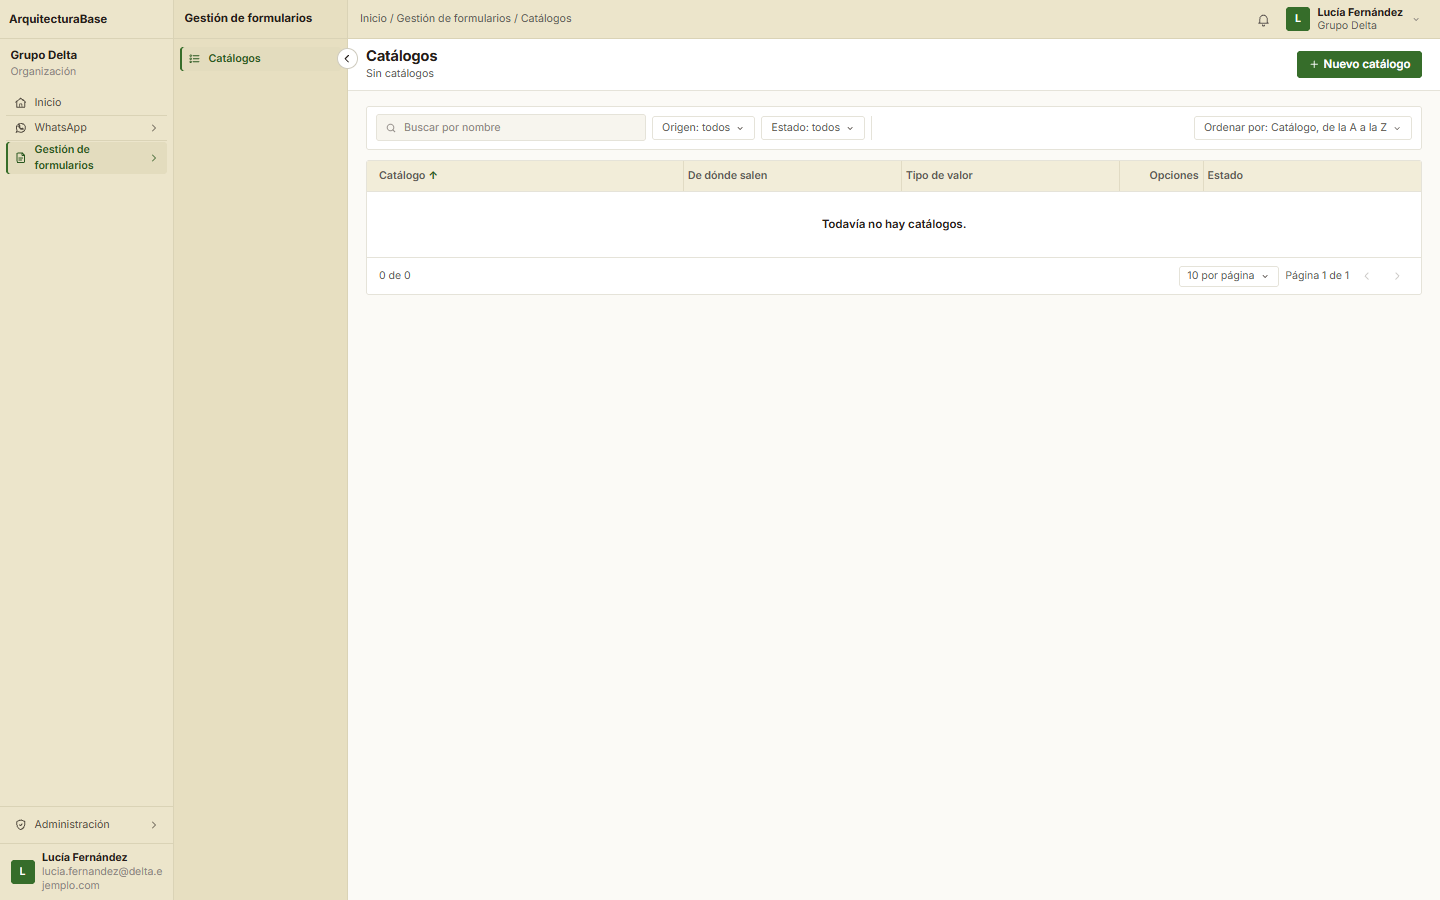 ArquitecturaBase
Grupo Delta
Organización
Inicio
WhatsApp
Gestión de
formularios
Administración
L
Lucía Fernández
lucia.fernandez@delta.e
jemplo.com
Gestión de formularios
Catálogos
Inicio / Gestión de formularios / Catálogos
L
Lucía Fernández
Grupo Delta
Catálogos
Sin catálogos
+ Nuevo catálogo
Buscar por nombre
Origen: todos
Estado: todos
Ordenar por: Catálogo, de la A a la Z
Catálogo ↑ De dónde salen Tipo de valor Opciones Estado
Todavía no hay catálogos.
0 de 0
10 por página
Página 1 de 1